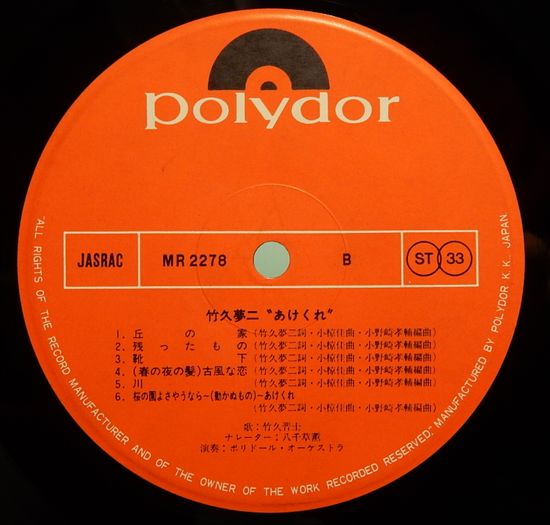 polydor
JASRAC MR 2278 B ST 33
竹久夢二 "あけくれ"
1. 丘の家 (竹久夢二詞・小椋佳曲・小野崎孝輔編曲)
2. 残ったもの (竹久夢二詞・小椋佳曲・小野崎孝輔編曲)
3. 靴下 (竹久夢二詞・小椋佳曲・小野崎孝輔編曲)
4. (春の夜の髪)古風な恋 (竹久夢二詞・小椋佳曲・小野崎孝輔編曲)
5. 川 (竹久夢二詞・小椋佳曲・小野崎孝輔編曲)
6. 桜の園よさようなら~(動かぬもの)~あけくれ
(竹久夢二詞・小椋佳曲・小野崎孝輔編曲)
歌：竹久晋士
ナレーター：八千草薫
演奏：ポリドール・オーケストラ
"ALL RIGHTS OF THE RECORD MANUFACTURER AND OF THE OWNER OF THE WORK RECORDED RESERVED." MANUFACTURED BY POLYDOR K. K., JAPAN